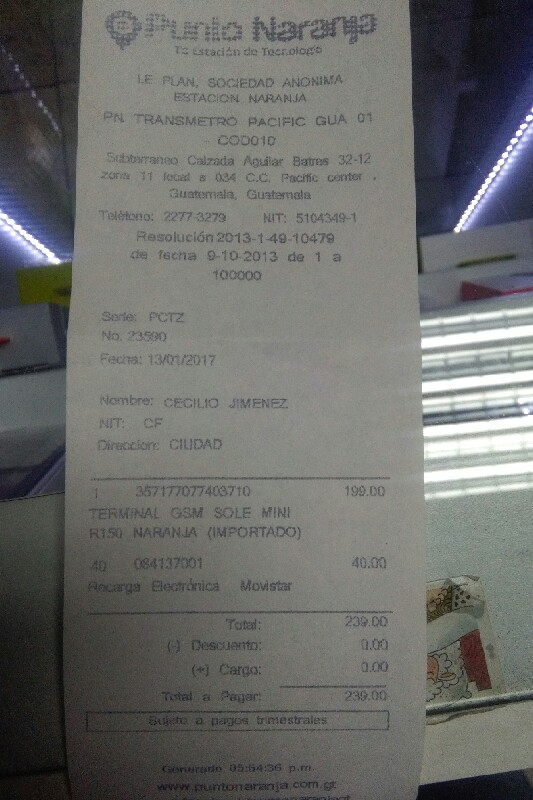 Punto Naranja
Tu Estación de Tecnología
LE PLAN, SOCIEDAD ANONIMA
ESTACION NARANJA
PN TRANSMETRO PACIFIC GUA 01
- COD010
Subterraneo Calzada Aguilar Batres 32-12
zona 11 local s 034 C.C. Pacific center .
Guatemala, Guatemala
Teléfono: 2277-3279 NIT: 5104349-1
Resolución 2013-1-49-10479
de fecha 9-10-2013 de 1 a
100000
Serie: PCTZ
No. 23590
Fecha: 13/01/2017
Nombre: CECILIO JIMENEZ
NIT: CF
Direccion: CIUDAD
1 357177077403710 199.00
TERMINAL GSM SOLE MINI
R150 NARANJA (IMPORTADO)
40 084137001 40.00
Recarga Electrónica Movistar
Total: 239.00
(-) Descuento: 0.00
(+) Cargo: 0.00
Total a Pagar: 239.00
Sujeto a pagos trimestrales
Generado 05:54:36 p.m.
www.puntonaranja.com.gt